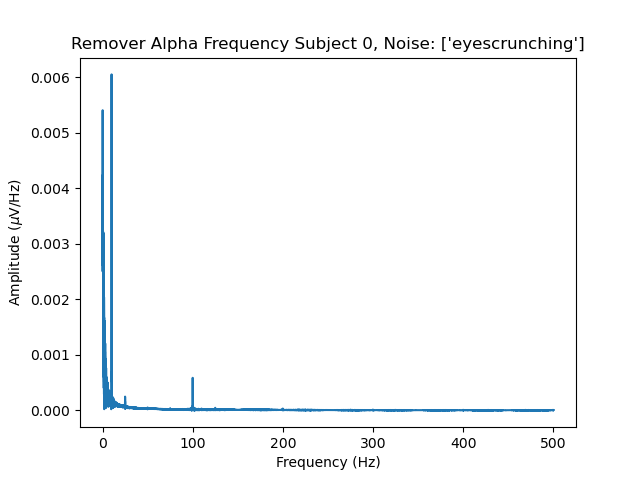 Remover Alpha Frequency Subject 0, Noise: ['eyescrunching']
0.006
0.005
0.004
0.003
0.002
0.001
0.000
Amplitude (μV/Hz)
0 100 200 300 400 500
Frequency (Hz)